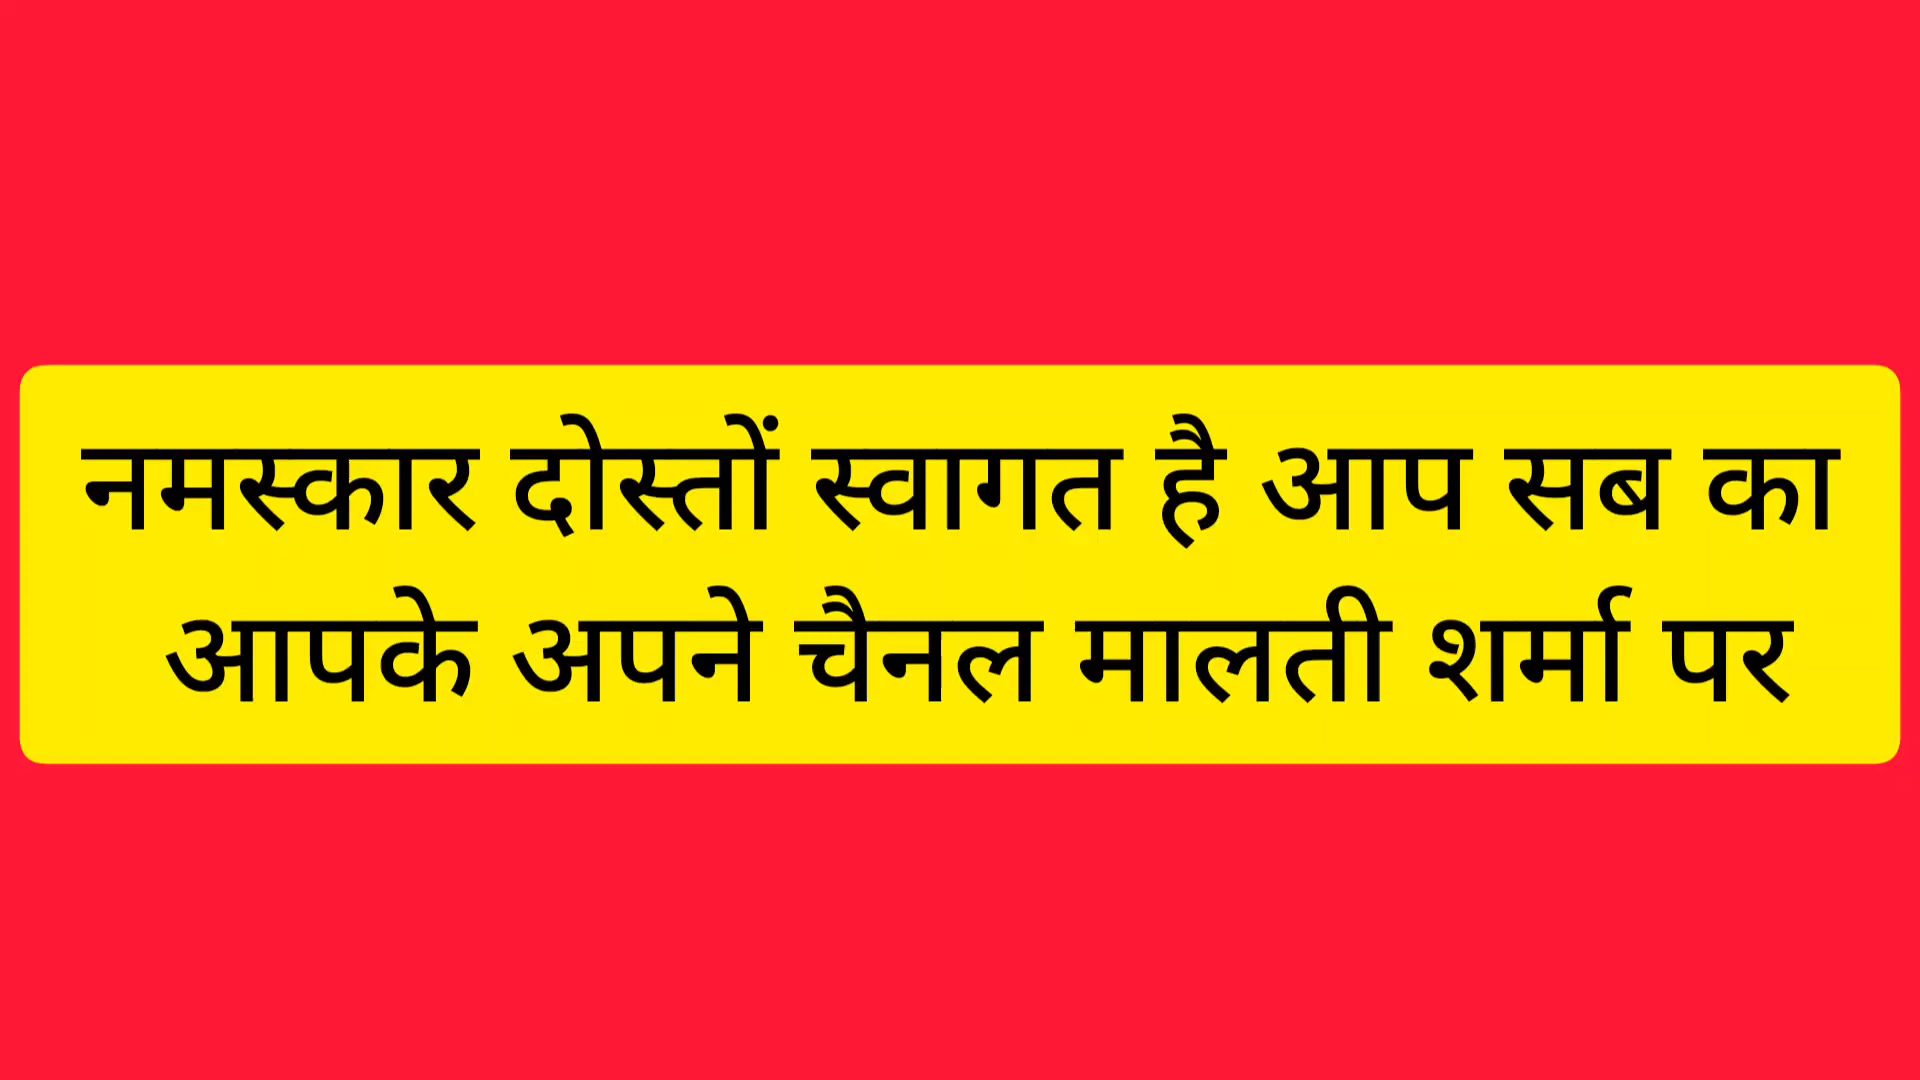 नमस्कार दोस्तों स्वागत है आप सब का
आपके अपने चैनल मालती शर्मा पर